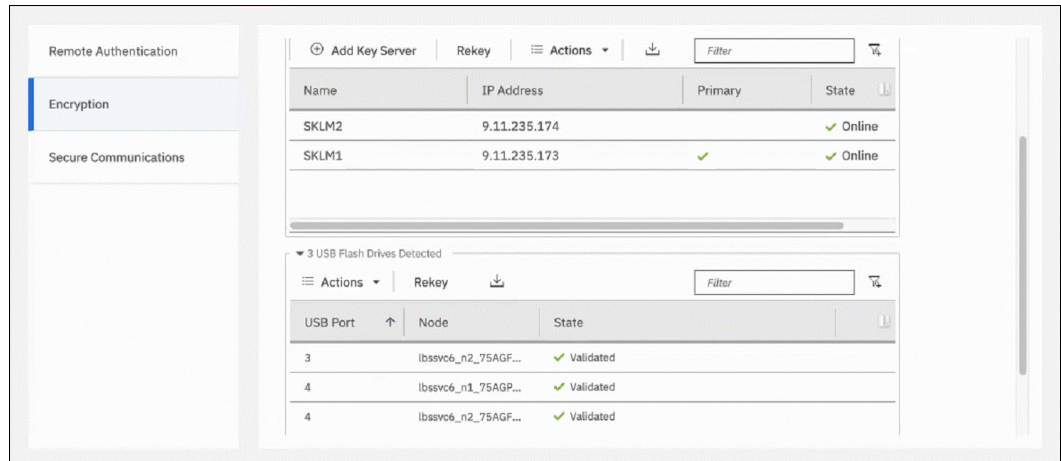 Remote Authentication
Encryption
Secure Communications
Add Key Server Rekey Actions Filter
Name IP Address Primary State
SKLM2 9.11.235.174 Online
SKLM1 9.11.235.173 Online
3 USB Flash Drives Detected
Actions Rekey Filter
USB Port Node State
3 lbssvc6_n2_75AGF... Validated
4 lbssvc6_n1_75AGP... Validated
4 lbssvc6_n2_75AGF... Validated